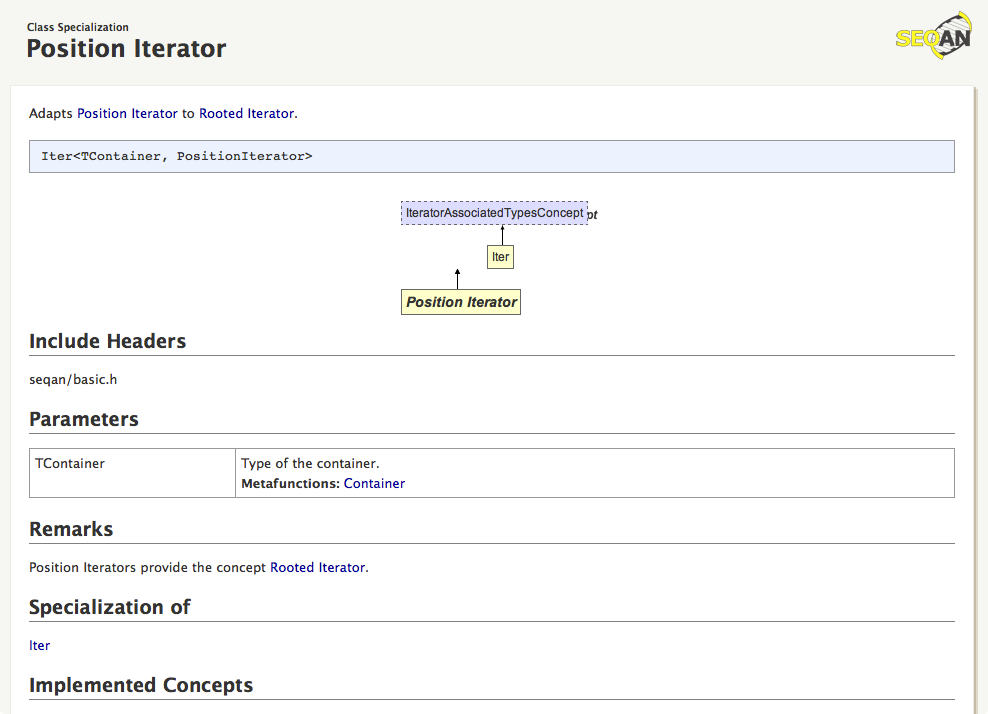 Class Specialization
Position Iterator
SEQAN
Adapts Position Iterator to Rooted Iterator.
Iter<TContainer, PositionIterator>
IteratorAssociatedTypesConcept pt
Iter
Position Iterator
Include Headers
seqan/basic.h
Parameters
TContainer Type of the container.
Metafunctions: Container
Remarks
Position Iterators provide the concept Rooted Iterator.
Specialization of
Iter
Implemented Concepts